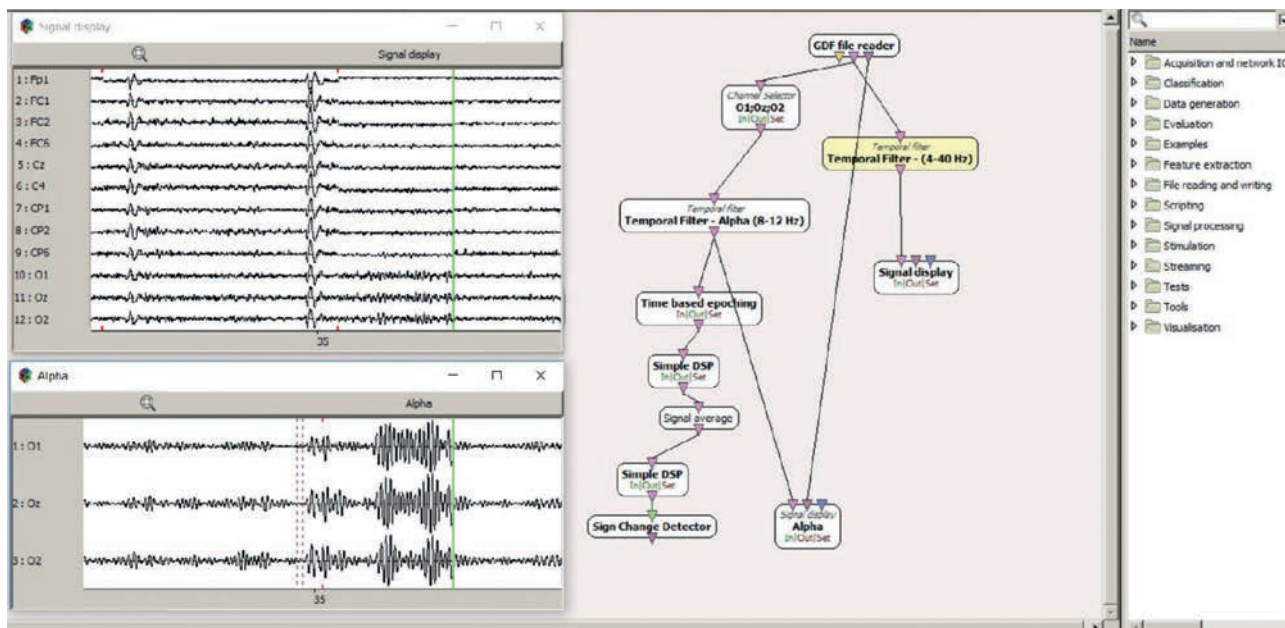 Signal display
Signal display
1 : Fp1
2 : FC1
3 : FC2
4 : FC6
5 : Cz
6 : C4
7 : CP1
8 : CP2
9 : CP6
10 : O1
11 : Oz
12 : O2
35
Alpha
Alpha
1 : O1
2 : Oz
3 : O2
35
GDF file reader
Channel Selector
O1;Oz;O2
In|Out|Set
Temporal filter
Temporal Filter - (4-40 Hz)
Temporal filter
Temporal Filter - Alpha (8-12 Hz)
Signal display
In|Out|Set
Time based epoching
In|Out|Set
Simple DSP
In|Out|Set
Signal average
Simple DSP
In|Out|Set
Sign Change Detector
Signal display
Alpha
In|Out|Set
Name
Acquisition and network IO
Classification
Data generation
Evaluation
Examples
Feature extraction
File reading and writing
Scripting
Signal processing
Stimulation
Streaming
Tests
Tools
Visualisation